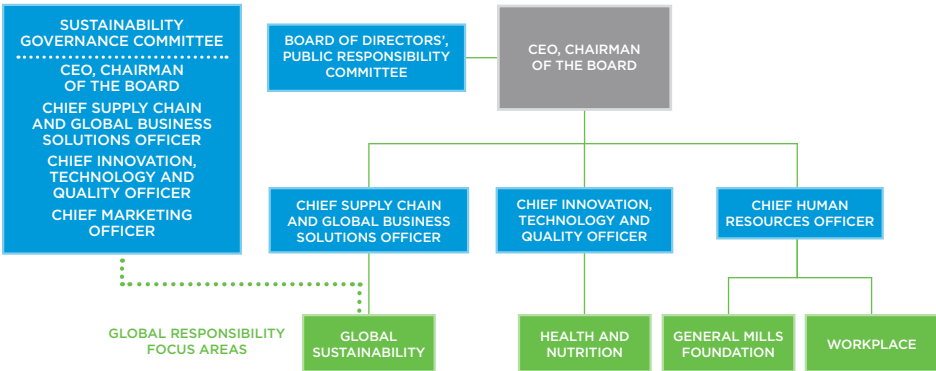 SUSTAINABILITY
GOVERNANCE COMMITTEE
CEO, CHAIRMAN
OF THE BOARD
CHIEF SUPPLY CHAIN
AND GLOBAL BUSINESS
SOLUTIONS OFFICER
CHIEF INNOVATION,
TECHNOLOGY AND
QUALITY OFFICER
CHIEF MARKETING
OFFICER
BOARD OF DIRECTORS',
PUBLIC RESPONSIBILITY
COMMITTEE
CEO, CHAIRMAN
OF THE BOARD
CHIEF SUPPLY CHAIN
AND GLOBAL BUSINESS
SOLUTIONS OFFICER
CHIEF INNOVATION,
TECHNOLOGY AND
QUALITY OFFICER
CHIEF HUMAN
RESOURCES OFFICER
GLOBAL RESPONSIBILITY
FOCUS AREAS
GLOBAL
SUSTAINABILITY
HEALTH AND
NUTRITION
GENERAL MILLS
FOUNDATION
WORKPLACE